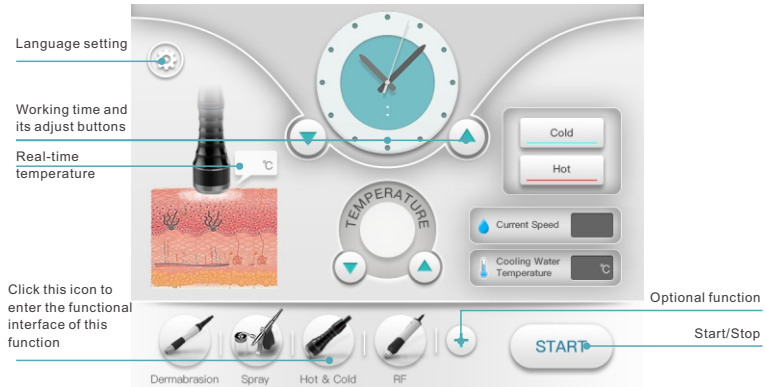 Language setting
Working time and
its adjust buttons
Real-time
temperature
°C
TEMPERATURE
Cold
Hot
Current Speed
Cooling Water
Temperature
°C
Click this icon to
enter the functional
interface of this
function
Dermabrasion
Spray
Hot & Cold
RF
Optional function
START
Start/Stop